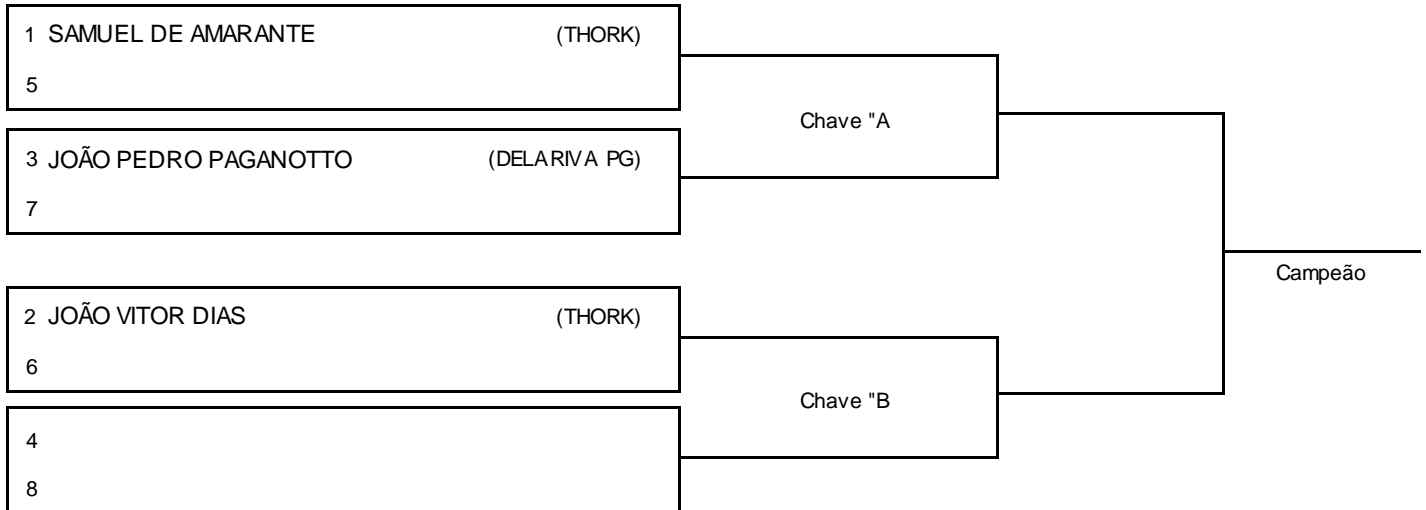 1 SAMUEL DE AMARANTE (THORK)
5
Chave "A
3 JOÃO PEDRO PAGANOTTO (DELARIVA PG)
7
Campeão
2 JOÃO VITOR DIAS (THORK)
6
Chave "B
4
8